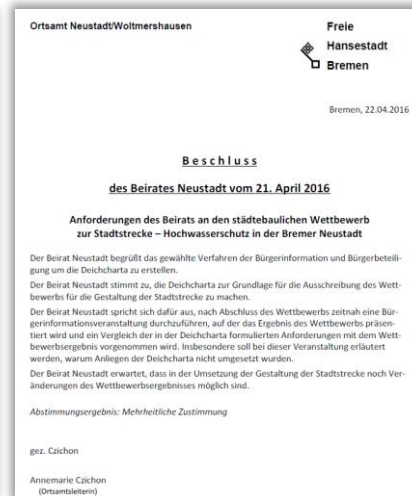 Ortsamt Neustadt/Woltmershausen
Freie
Hansestadt
Bremen
Bremen, 22.04.2016
Beschluss
des Beirates Neustadt vom 21. April 2016
Anforderungen des Beirats an den städtebaulichen Wettbewerb
zur Stadtstrecke – Hochwasserschutz in der Bremer Neustadt
Der Beirat Neustadt begrüßt das gewählte Verfahren der Bürgerinformation und Bürgerbeteili-
gung um die Deichcharta zu erstellen.
Der Beirat Neustadt stimmt zu, die Deichcharta zur Grundlage für die Ausschreibung des Wett-
bewerbs für die Gestaltung der Stadtstrecke zu machen.
Der Beirat Neustadt spricht sich dafür aus, nach Abschluss des Wettbewerbs zeitnah eine Bür-
gerinformationsveranstaltung durchzuführen, auf der das Ergebnis des Wettbewerbs präsen-
tiert wird und ein Vergleich der in der Deichcharta formulierten Anforderungen mit dem Wett-
bewerbsergebnis vorgenommen wird. Insbesondere soll bei dieser Veranstaltung erläutert
werden, warum Anliegen der Deichcharta nicht umgesetzt wurden.
Der Beirat Neustadt erwartet, dass in der Umsetzung der Gestaltung der Stadtstrecke noch Ver-
änderungen des Wettbewerbsergebnisses möglich sind.
Abstimmungsergebnis: Mehrheitliche Zustimmung
gez. Czichon
Annemarie Czichon
(Ortsamtsleiterin)